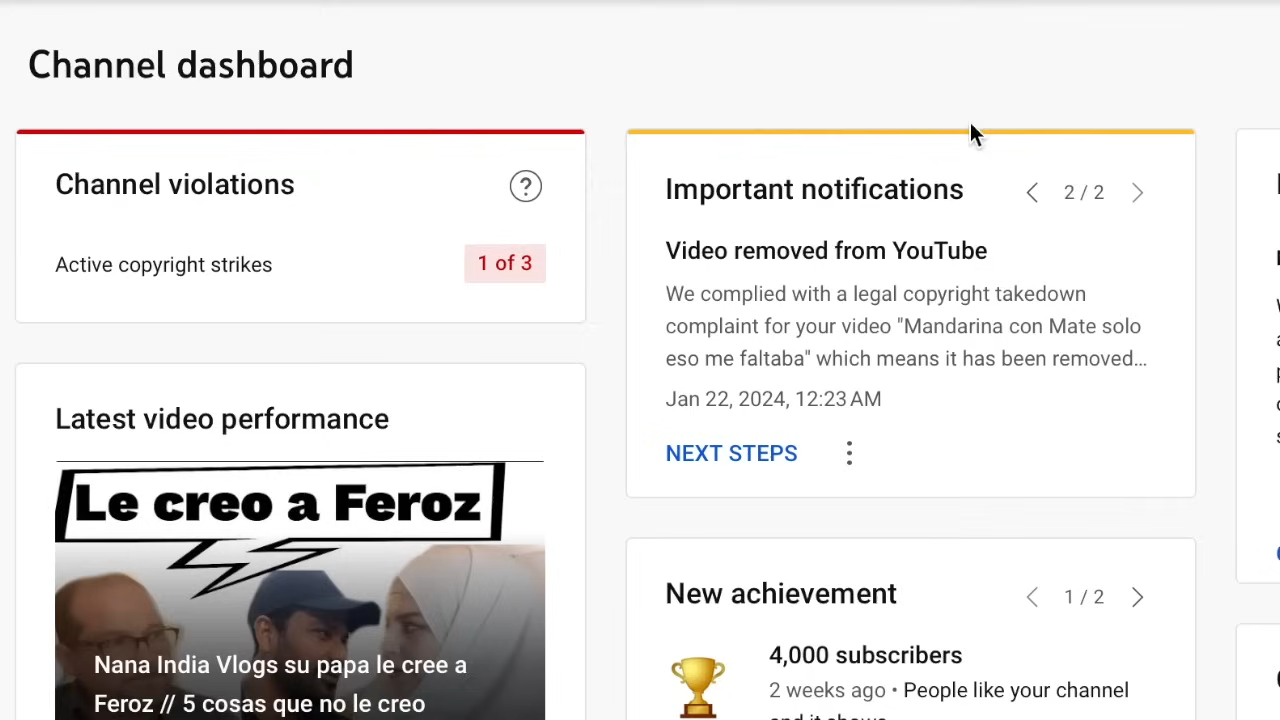 Channel dashboard
Channel violations
?
Active copyright strikes
1 of 3
Latest video performance
Le creo a Feroz
Nana India Vlogs su papa le cree a
Feroz // 5 cosas que no le creo
Important notifications
2 / 2
Video removed from YouTube
We complied with a legal copyright takedown
complaint for your video "Mandarina con Mate solo
eso me faltaba" which means it has been removed…
Jan 22, 2024, 12:23 AM
NEXT STEPS
New achievement
1 / 2
4,000 subscribers
2 weeks ago • People like your channel
and it shows